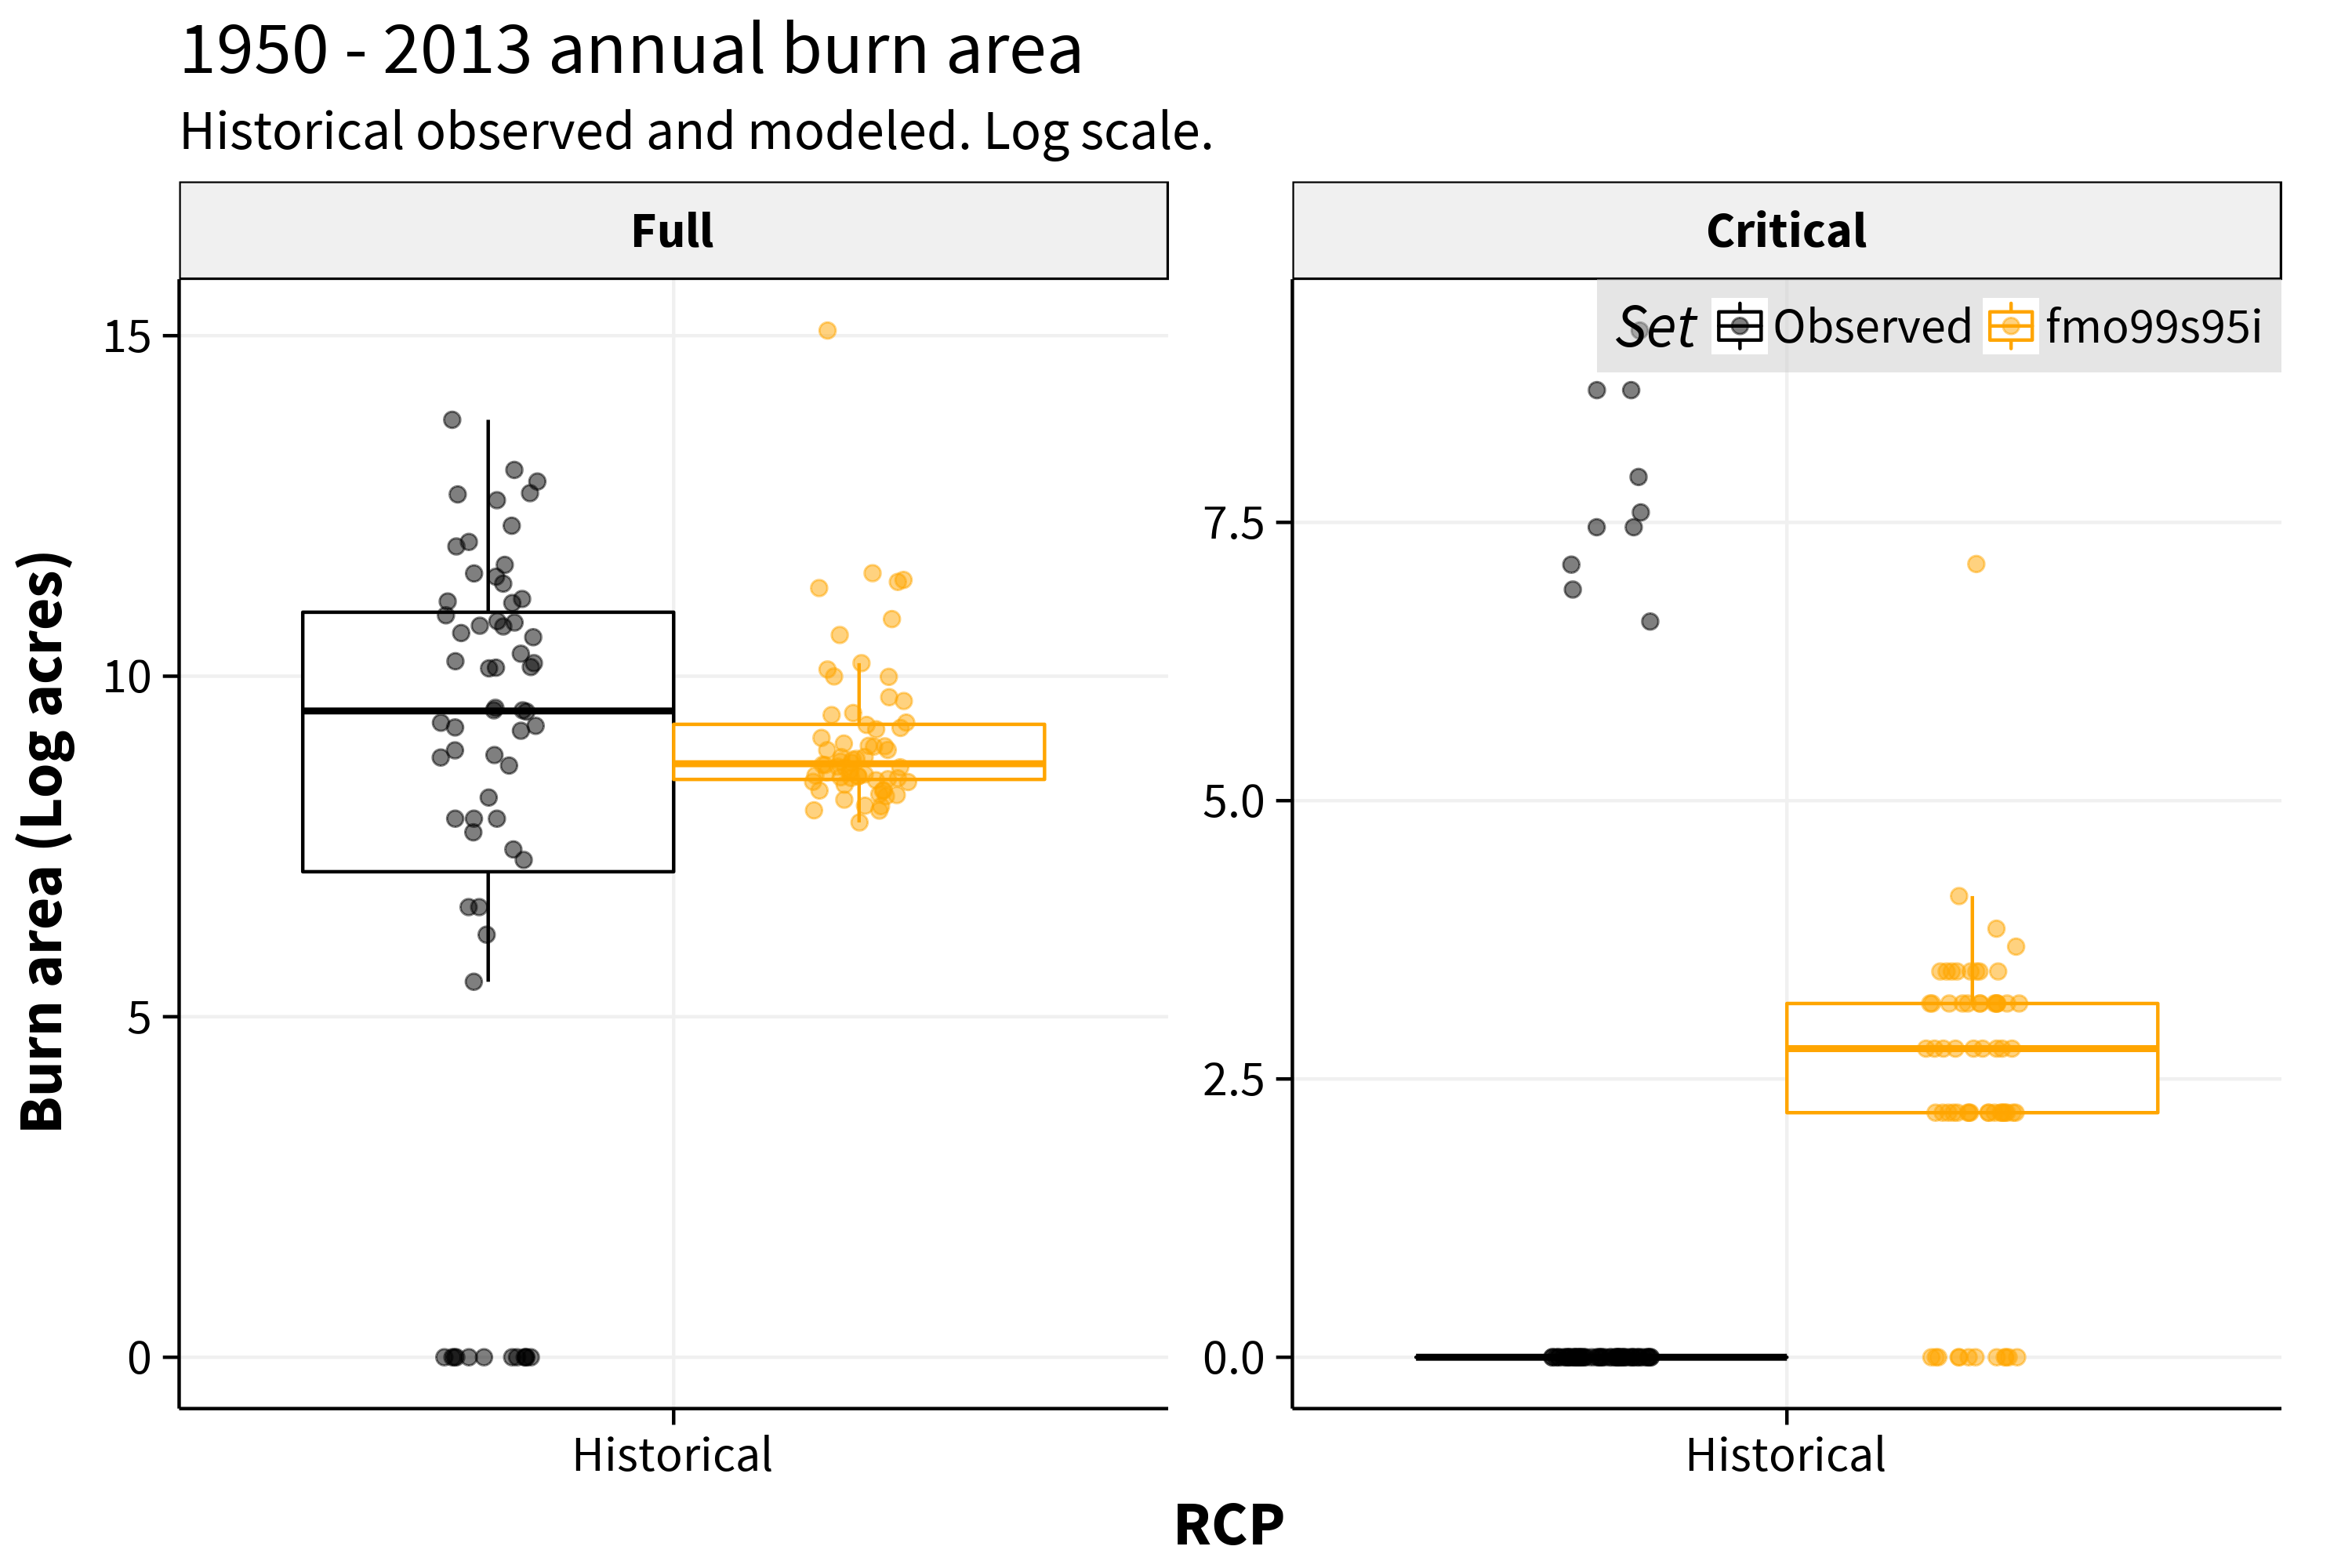 1950 - 2013 annual burn area
Historical observed and modeled. Log scale.
Full
Critical
Set Observed fmo99s95i
Burn area (Log acres)
15
10
5
0
7.5
5.0
2.5
0.0
Historical
Historical
RCP